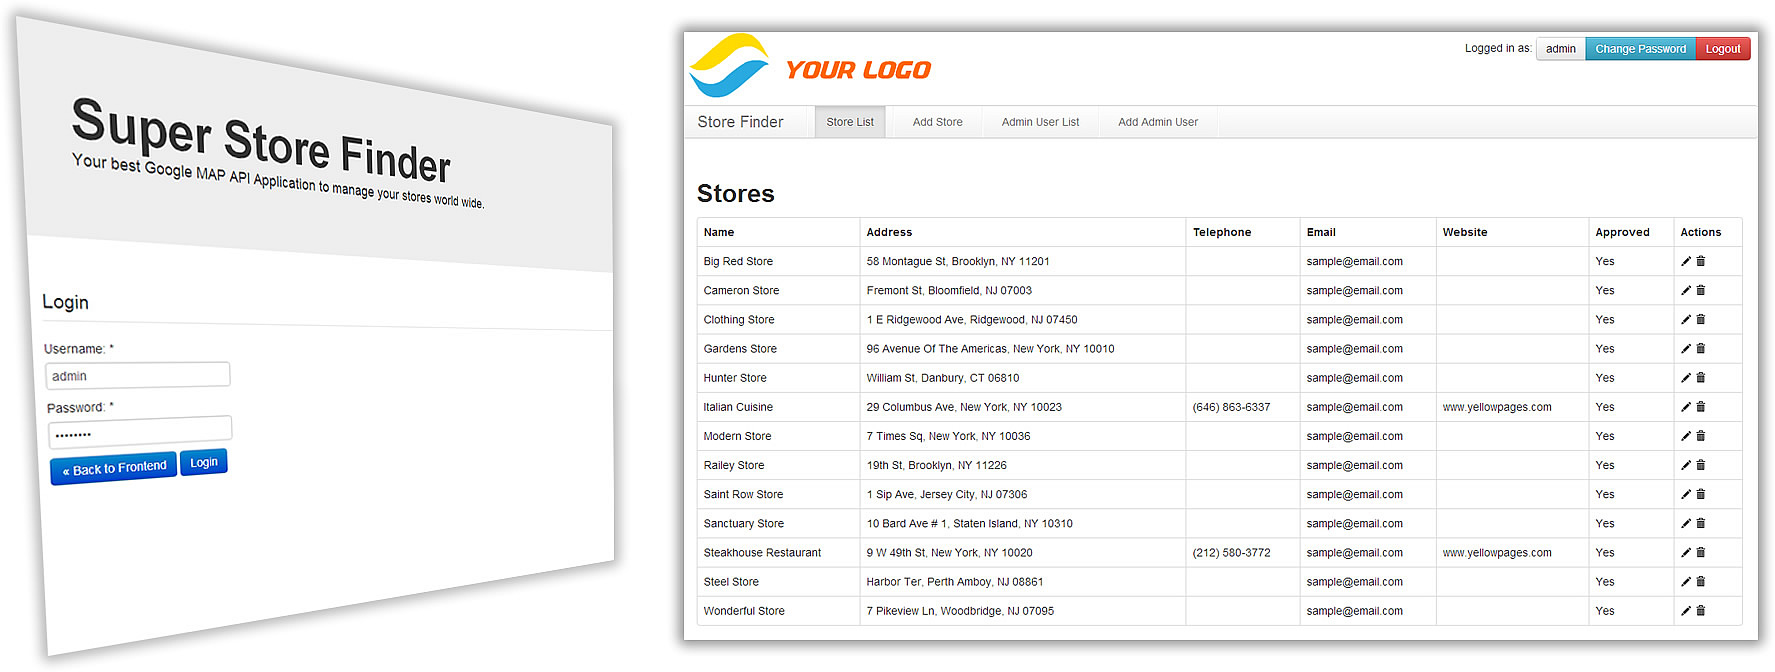 Super Store Finder
Your best Google MAP API Application to manage your stores world wide.
Login
Username: *
admin
Password: *
••••••••
« Back to Frontend Login
YOUR LOGO
Logged in as: admin Change Password Logout
Store Finder Store List Add Store Admin User List Add Admin User
Stores
Name Address Telephone Email Website Approved Actions
Big Red Store 58 Montague St, Brooklyn, NY 11201 sample@email.com Yes
Cameron Store Fremont St, Bloomfield, NJ 07003 sample@email.com Yes
Clothing Store 1 E Ridgewood Ave, Ridgewood, NJ 07450 sample@email.com Yes
Gardens Store 96 Avenue Of The Americas, New York, NY 10010 sample@email.com Yes
Hunter Store William St, Danbury, CT 06810 sample@email.com Yes
Italian Cuisine 29 Columbus Ave, New York, NY 10023 (646) 863-6337 sample@email.com www.yellowpages.com Yes
Modern Store 7 Times Sq, New York, NY 10036 sample@email.com Yes
Railey Store 19th St, Brooklyn, NY 11226 sample@email.com Yes
Saint Row Store 1 Sip Ave, Jersey City, NJ 07306 sample@email.com Yes
Sanctuary Store 10 Bard Ave # 1, Staten Island, NY 10310 sample@email.com Yes
Steakhouse Restaurant 9 W 49th St, New York, NY 10020 (212) 580-3772 sample@email.com www.yellowpages.com Yes
Steel Store Harbor Ter, Perth Amboy, NJ 08861 sample@email.com Yes
Wonderful Store 7 Pikeview Ln, Woodbridge, NJ 07095 sample@email.com Yes